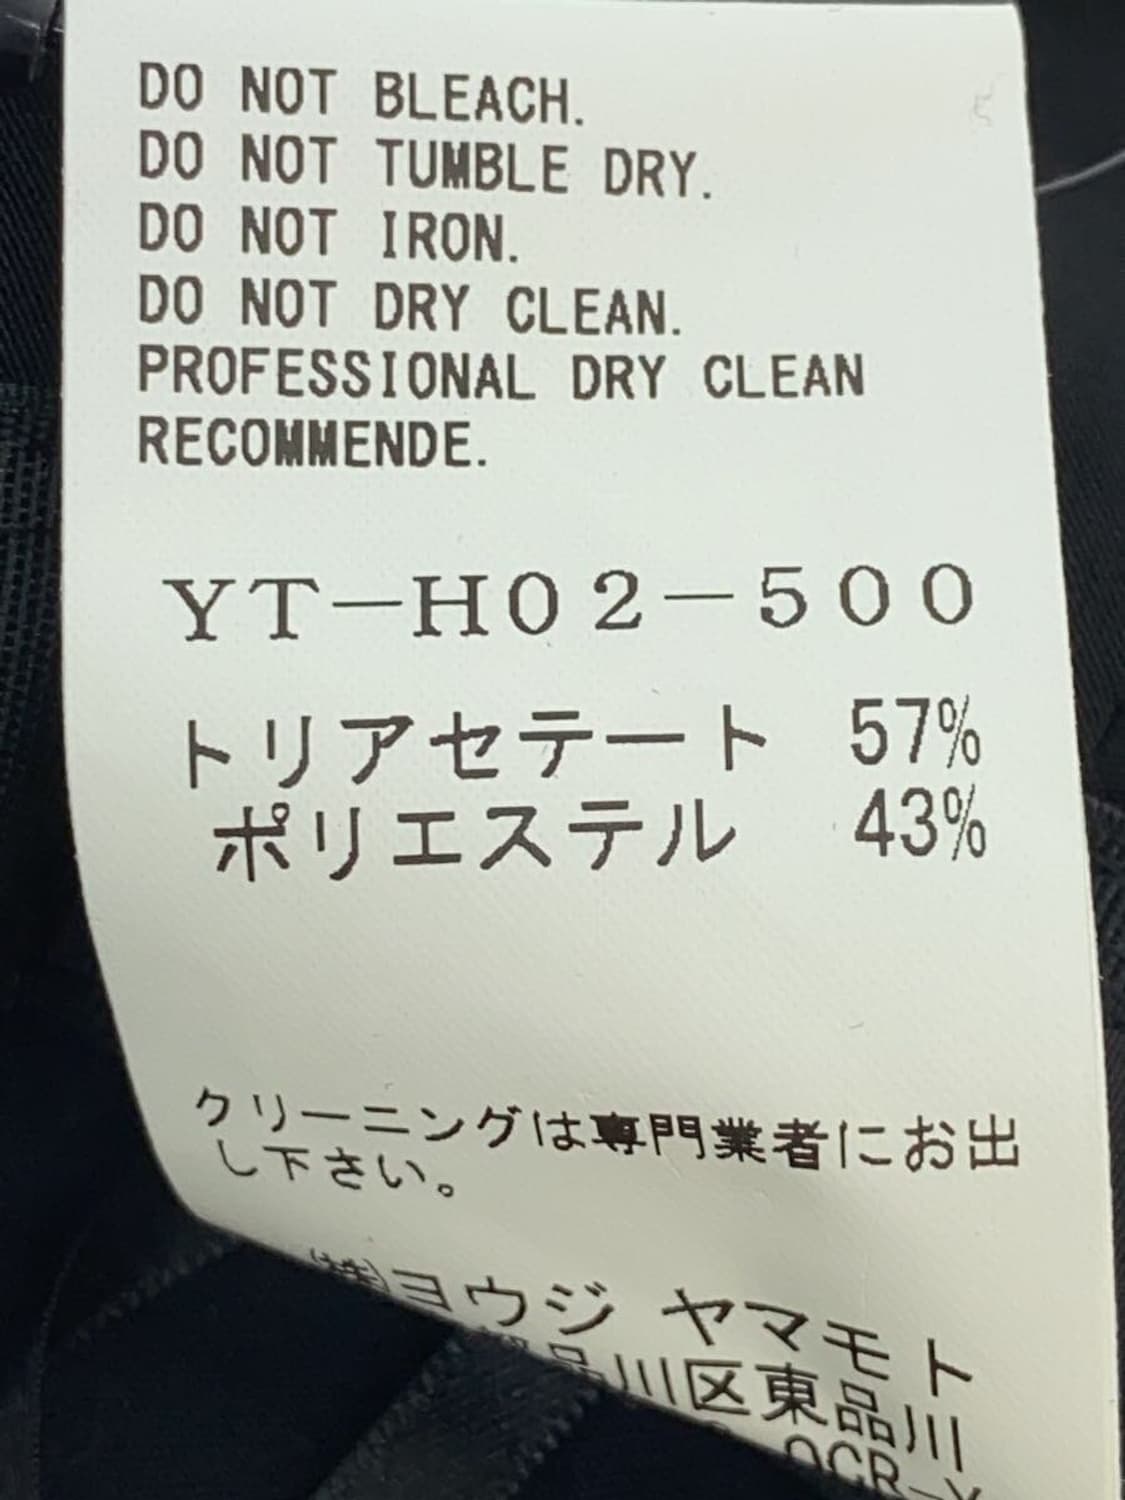 DO NOT BLEACH.
DO NOT TUMBLE DRY.
DO NOT IRON.
DO NOT DRY CLEAN.
PROFESSIONAL DRY CLEAN
RECOMMENDE.
YT－H02－500
トリアセテート 57%
ポリエステル 43%
クリーニングは専門業者にお出
し下さい。
㈱ヨウジ ヤマモト
品川区東品川